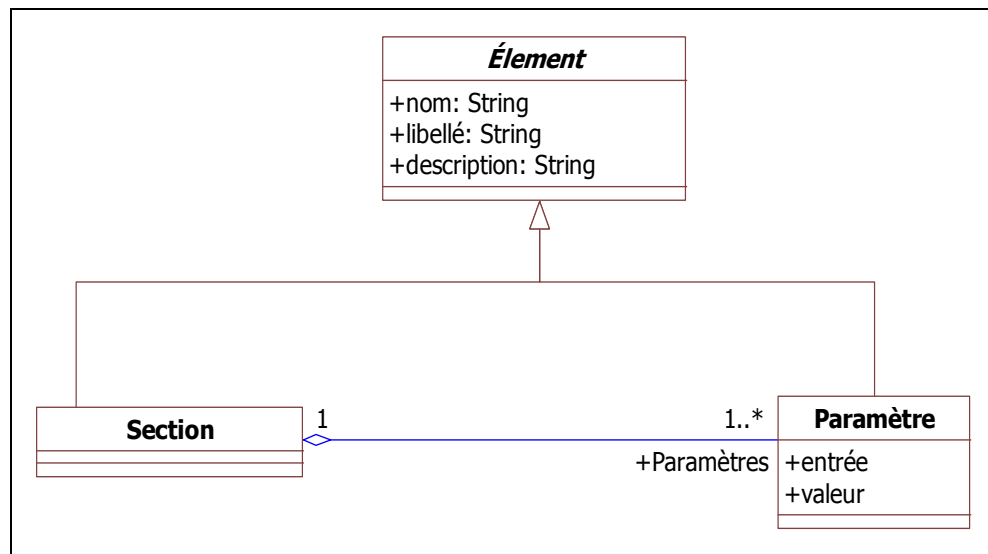 Élement
+nom: String
+libellé: String
+description: String
Section
1
1..*
+Paramètres
Paramètre
+entrée
+valeur